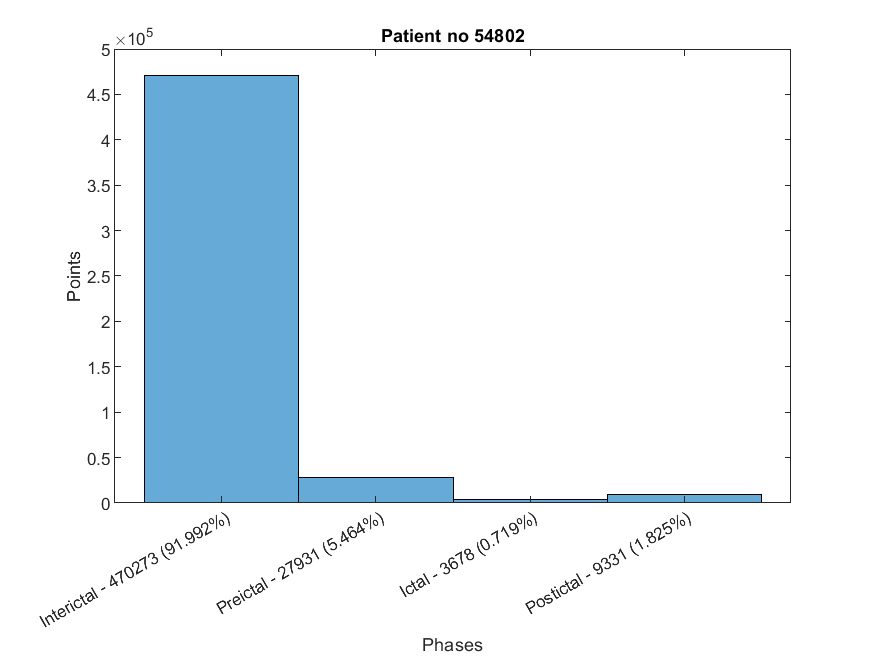 Patient no 54802
×10^5
5
4.5
4
3.5
3
2.5
2
1.5
1
0.5
0
Points
Interictal - 470273 (91.992%)
Preictal - 27931 (5.464%)
Ictal - 3678 (0.719%)
Postictal - 9331 (1.825%)
Phases